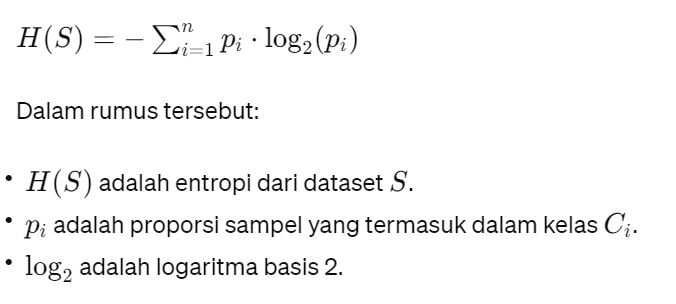 H(S) = − ∑ⁿᵢ₌₁ pᵢ · log₂(pᵢ)
Dalam rumus tersebut:
• H(S) adalah entropi dari dataset S.
• pᵢ adalah proporsi sampel yang termasuk dalam kelas Cᵢ.
• log₂ adalah logaritma basis 2.